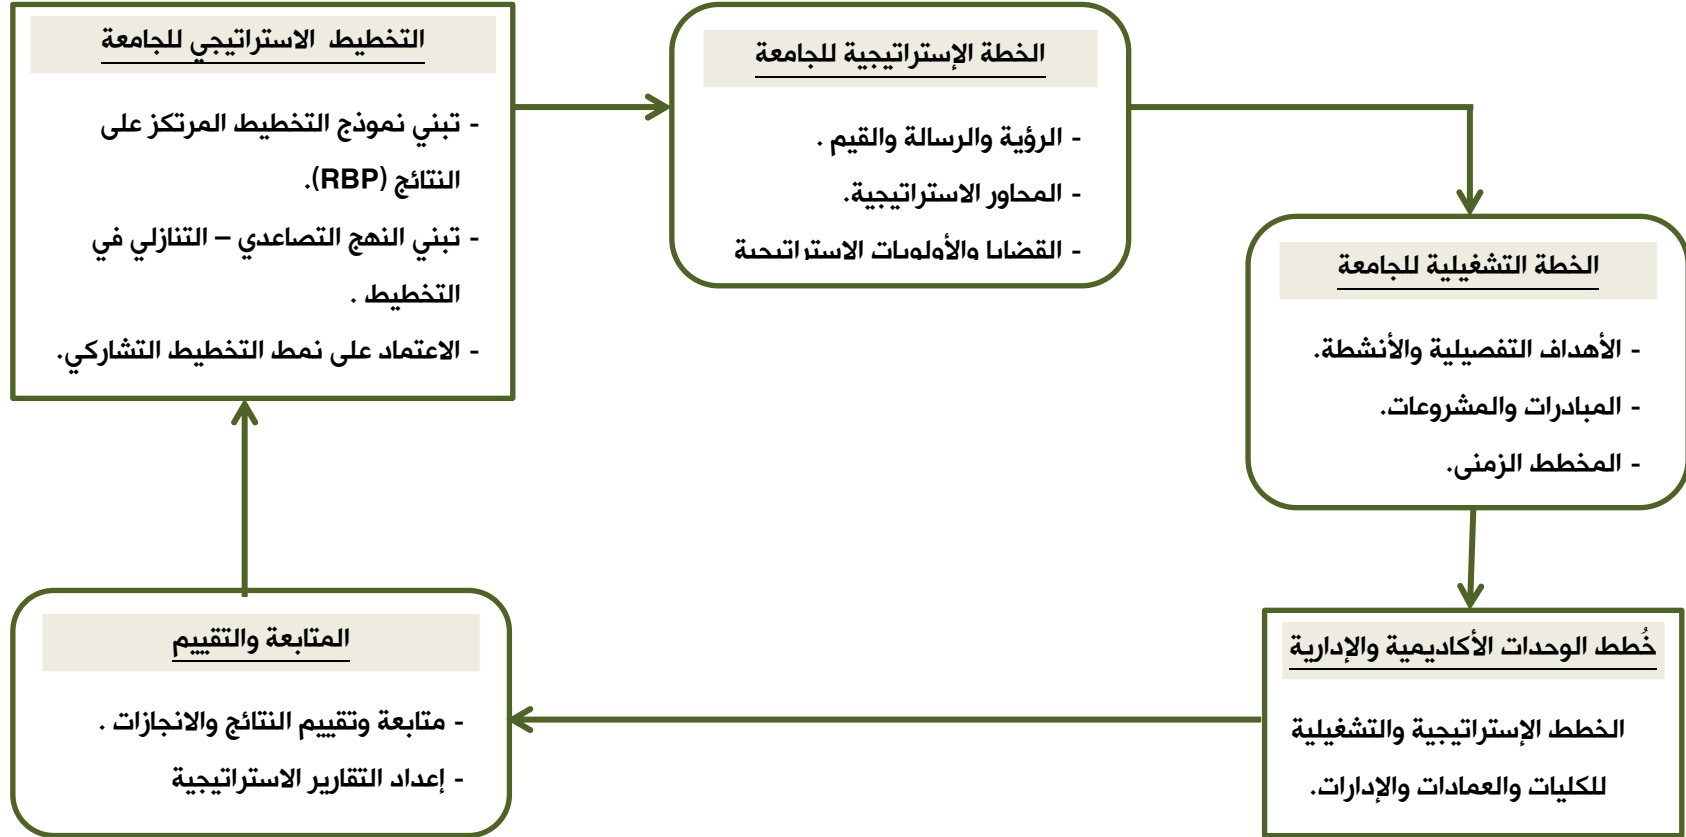 التخطيط الاستراتيجي للجامعة
- تبني نموذج التخطيط المرتكز على
النتائج (RBP).
- تبني النهج التصاعدي – التنازلي في
التخطيط .
- الاعتماد على نمط التخطيط التشاركي.
الخطة الإستراتيجية للجامعة
- الرؤية والرسالة والقيم .
- المحاور الاستراتيجية.
- القضايا والأولويات الاستراتيجية
الخطة التشغيلية للجامعة
- الأهداف التفصيلية والأنشطة.
- المبادرات والمشروعات.
- المخطط الزمنى.
خُطط الوحدات الأكاديمية والإدارية
الخطط الإستراتيجية والتشغيلية
للكليات والعمادات والإدارات.
المتابعة والتقييم
- متابعة وتقييم النتائج والانجازات .
- إعداد التقارير الاستراتيجية